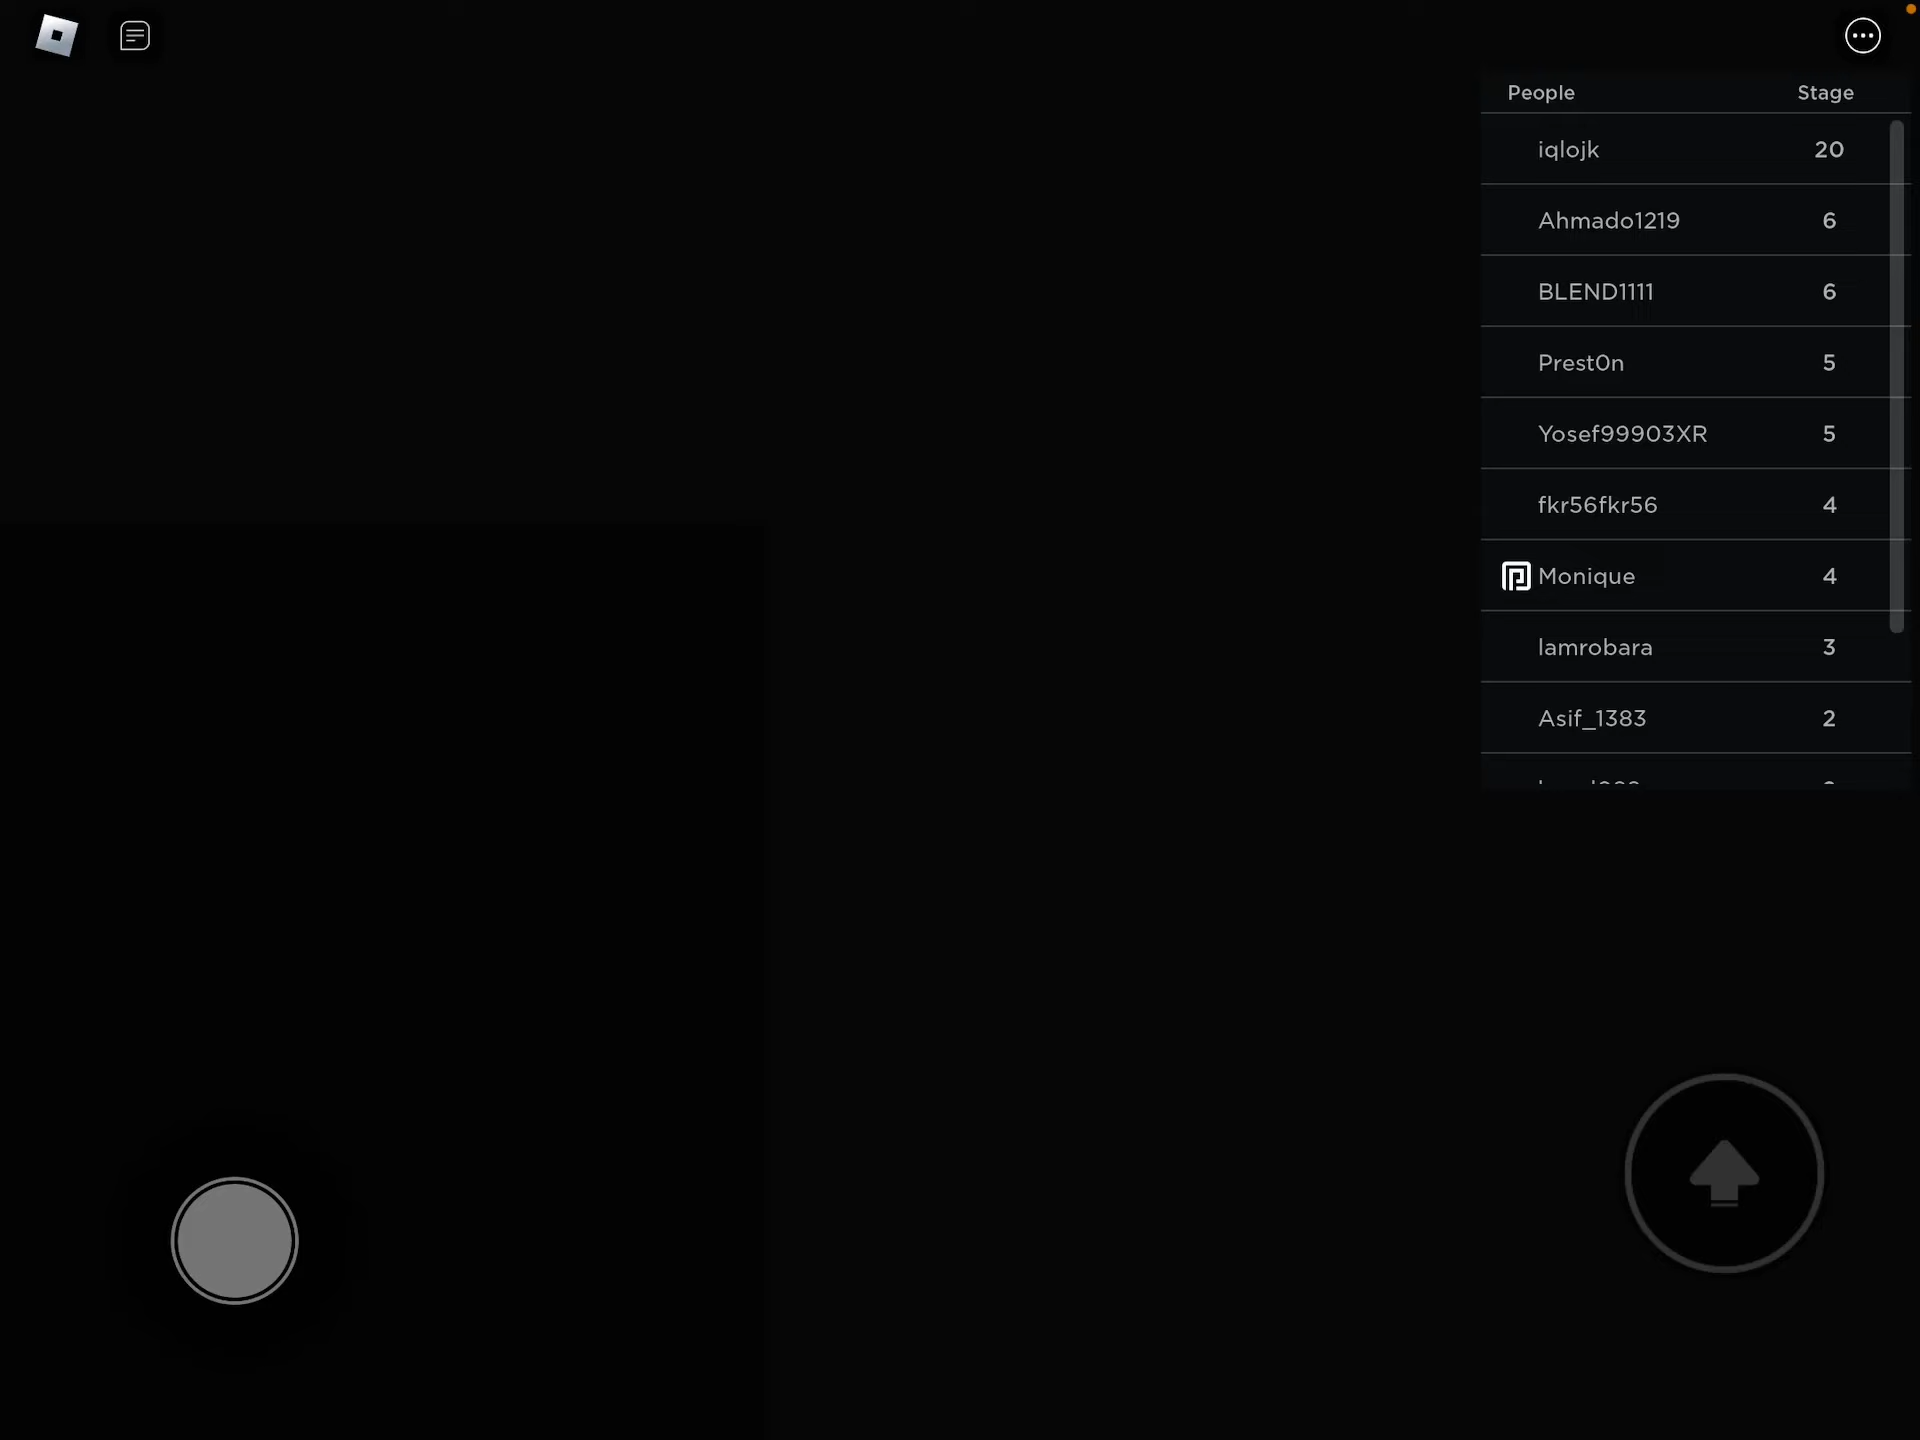 People Stage
iqlojk 20
Ahmado1219 6
BLEND1111 6
Prest0n 5
Yosef99903XR 5
fkr56fkr56 4
Monique 4
lamrobara 3
Asif_1383 2